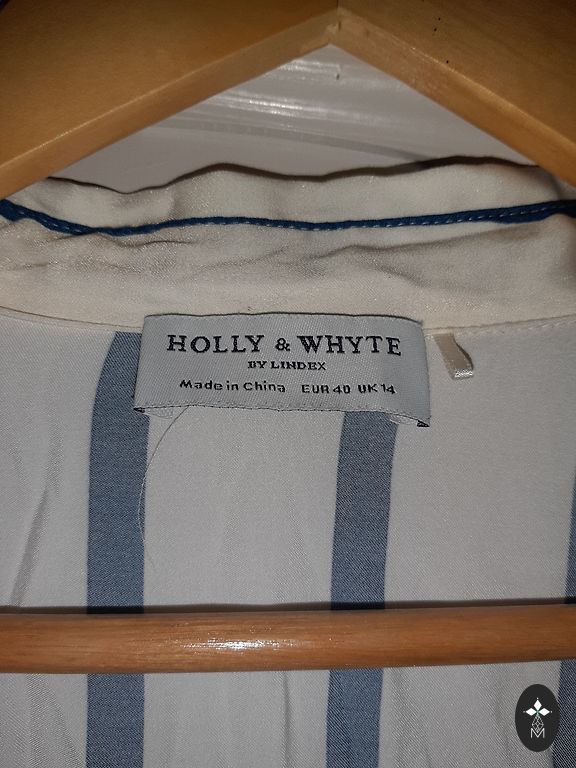 HOLLY & WHYTE
BY LINDEX
Made in China EUR 40 UK 14
M